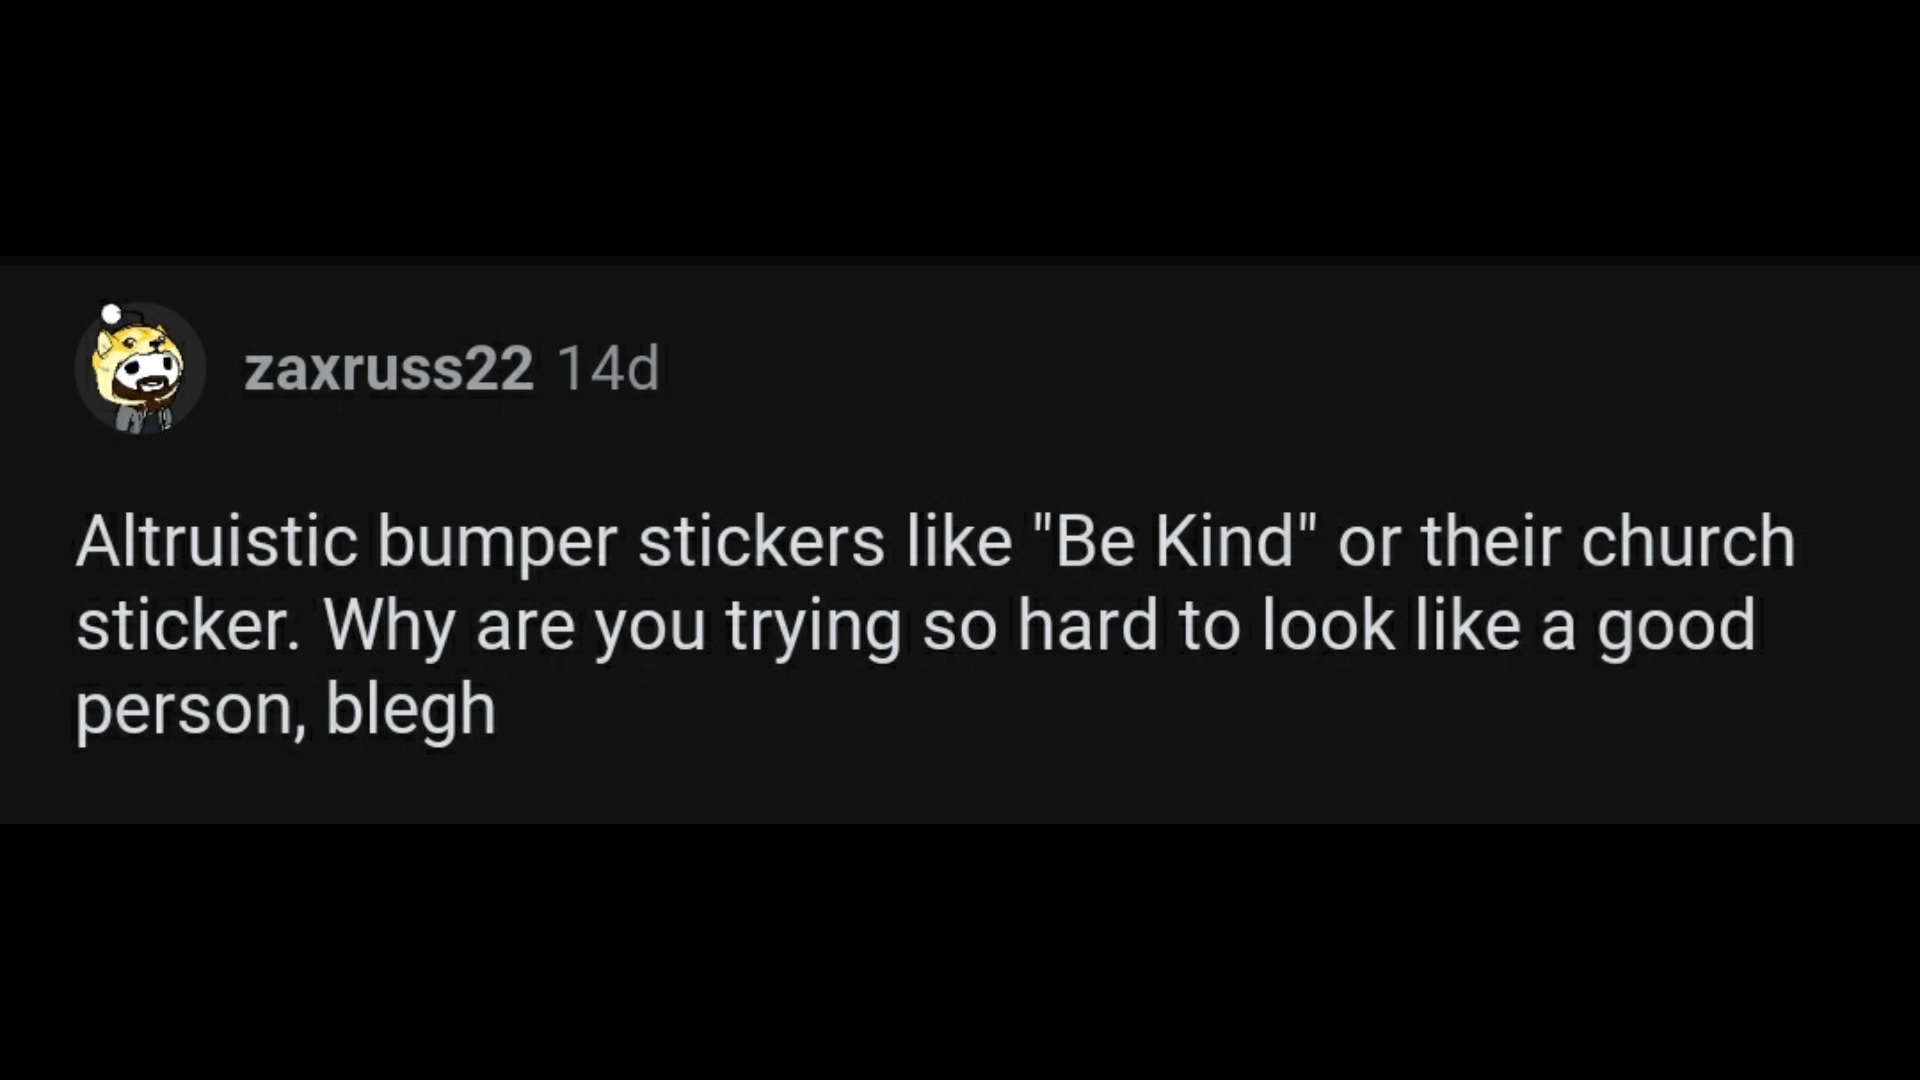 zaxruss22 14d
Altruistic bumper stickers like "Be Kind" or their church
sticker. Why are you trying so hard to look like a good
person, blegh